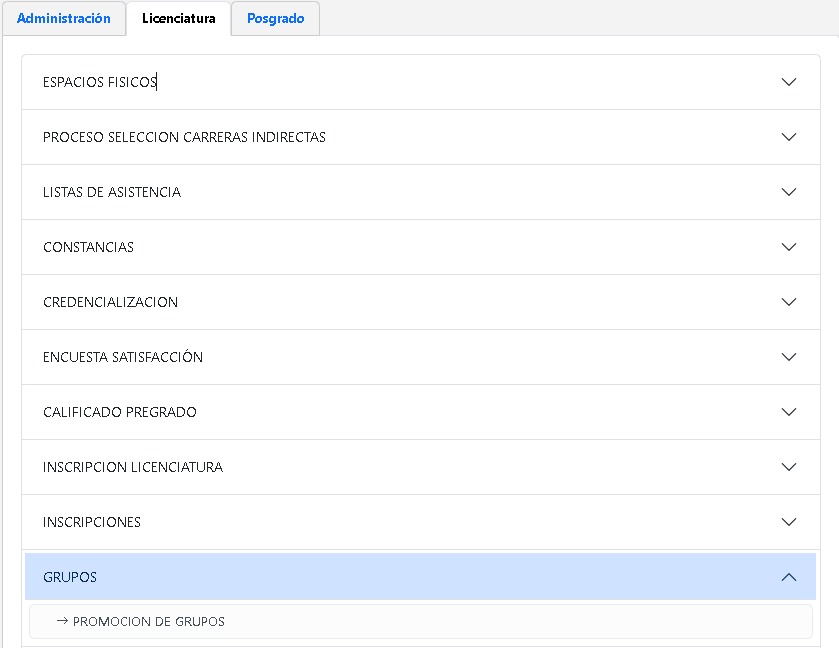 Administración Licenciatura Posgrado
ESPACIOS FISICOS
PROCESO SELECCION CARRERAS INDIRECTAS
LISTAS DE ASISTENCIA
CONSTANCIAS
CREDENCIALIZACION
ENCUESTA SATISFACCIÓN
CALIFICADO PREGRADO
INSCRIPCION LICENCIATURA
INSCRIPCIONES
GRUPOS
→ PROMOCION DE GRUPOS